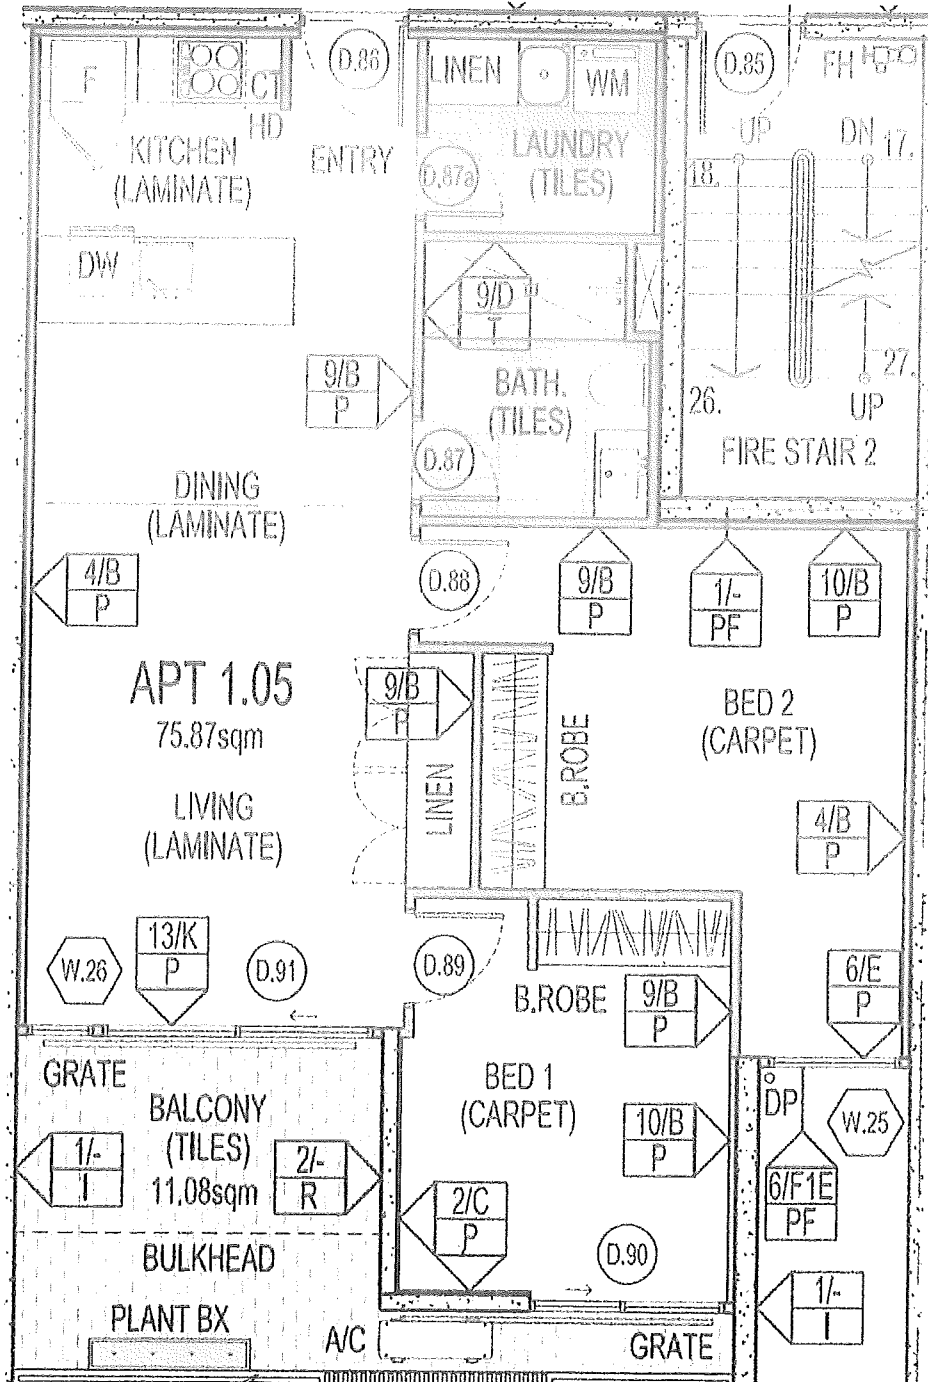 D.86
D.85
FH
F
CT
HD
LINEN
WM
KITCHEN
(LAMINATE)
ENTRY
LAUNDRY
(TILES)
D.87a
UP
DN
17.
18.
DW
9/D
T
9/B
P
BATH.
(TILES)
26.
27.
UP
D.87
FIRE STAIR 2
DINING
(LAMINATE)
4/B
P
D.88
9/B
P
1/-
PF
10/B
P
APT 1.05
75.87sqm
9/B
P
BED 2
(CARPET)
B.ROBE
LINEN
LIVING
(LAMINATE)
4/B
P
W.26
13/K
P
D.91
D.89
B.ROBE
9/B
P
6/E
P
GRATE
BALCONY
(TILES)
11.08sqm
1/-
I
2/-
R
BED 1
(CARPET)
10/B
P
DP
W.25
6/F1E
PF
2/C
P
D.90
BULKHEAD
1/-
I
PLANT BX
A/C
GRATE